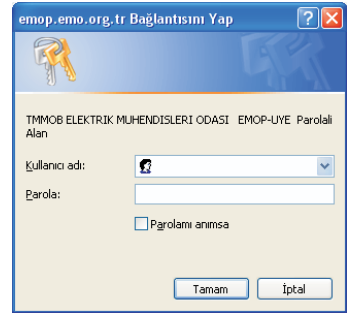 emop.emo.org.tr Bağlantısını Yap
TMMOB ELEKTRIK MUHENDISLERI ODASI EMOP-UYE Parolali
Alan
Kullanıcı adı:
Parola:
Parolamı anımsa
Tamam İptal